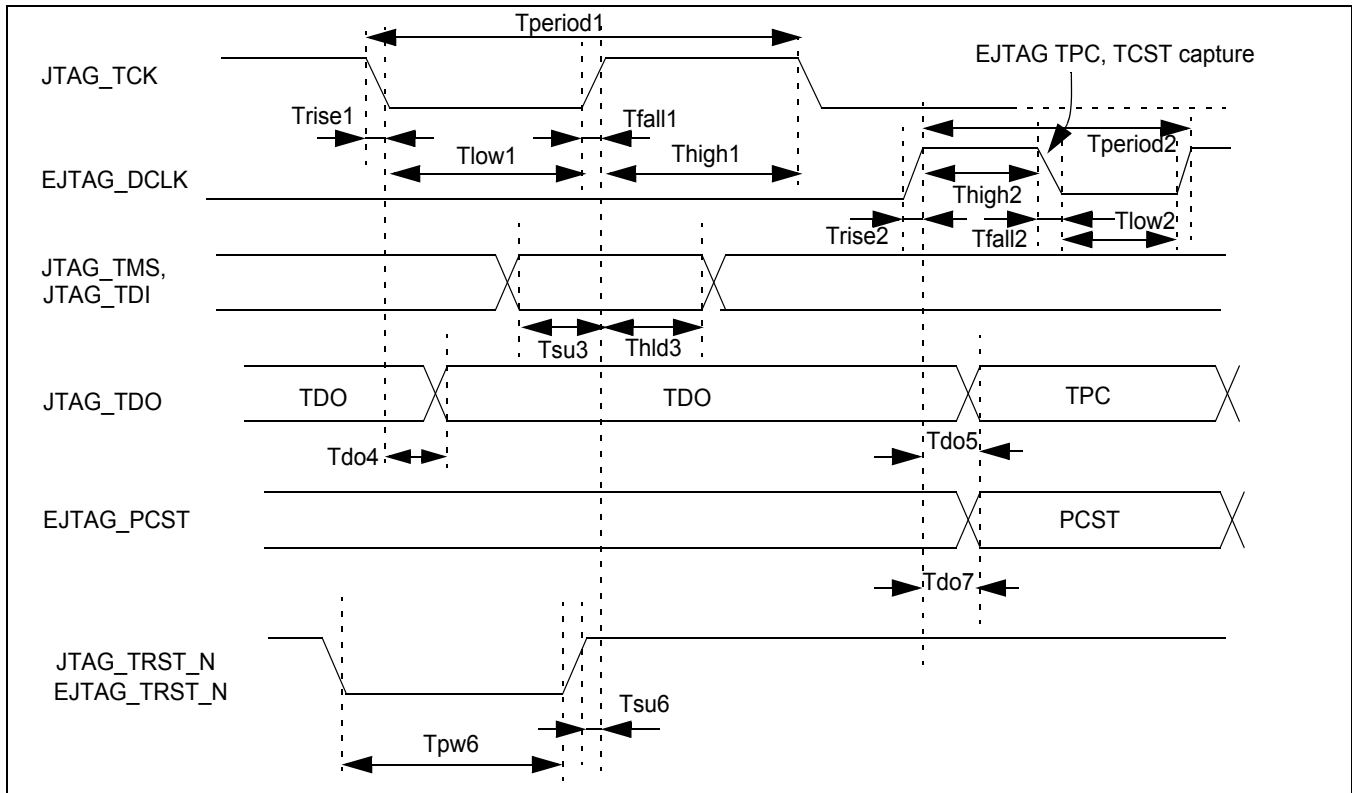 Tperiod1
EJTAG TPC, TCST capture
JTAG_TCK
Trise1
Tfall1
Tperiod2
Tlow1
Thigh1
EJTAG_DCLK
Thigh2
Trise2
Tfall2
Tlow2
JTAG_TMS,
JTAG_TDI
Tsu3
Thld3
JTAG_TDO
TDO
TDO
TPC
Tdo4
Tdo5
EJTAG_PCST
PCST
Tdo7
JTAG_TRST_N
EJTAG_TRST_N
Tsu6
Tpw6